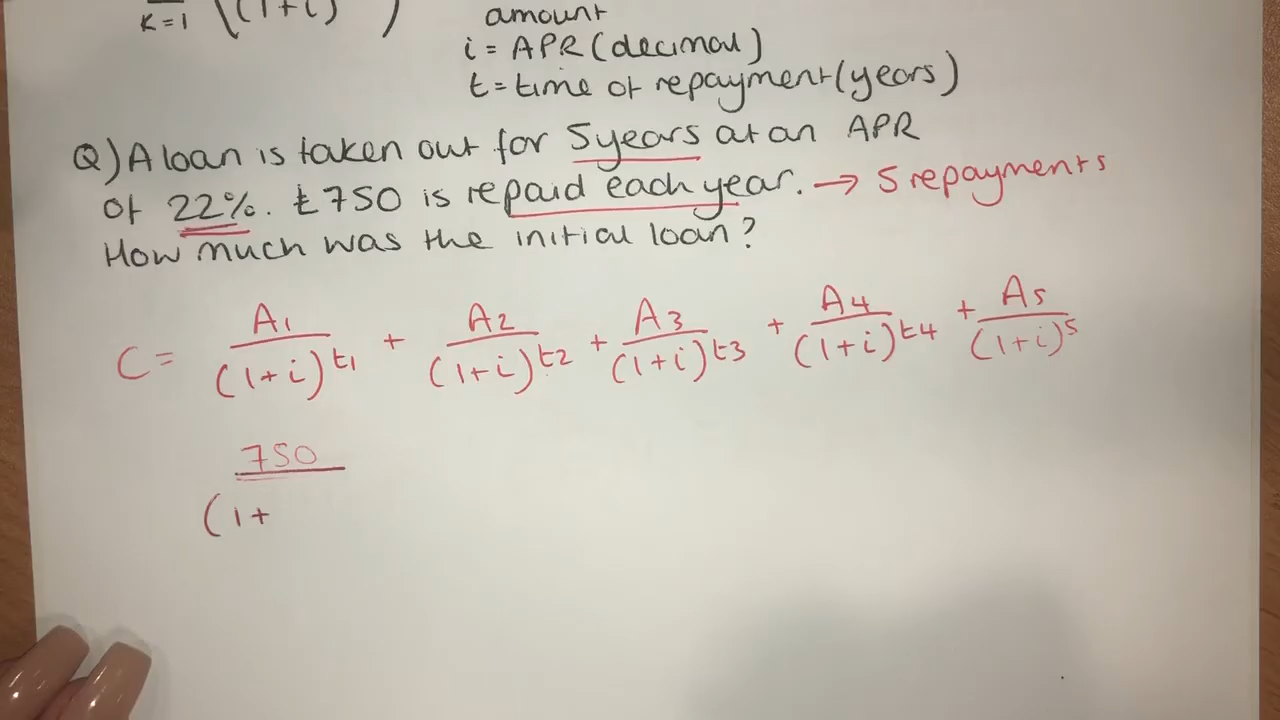 K=1 (1+i) )
amount
i = APR (decimal)
t = time of repayment (years)
Q) A loan is taken out for 5 years at an APR
of 22%. £750 is repaid each year. → 5 repayments
How much was the initial loan?
C = A1/(1+i)^t1 + A2/(1+i)^t2 + A3/(1+i)^t3 + A4/(1+i)^t4 + A5/(1+i)^5
750
(1+